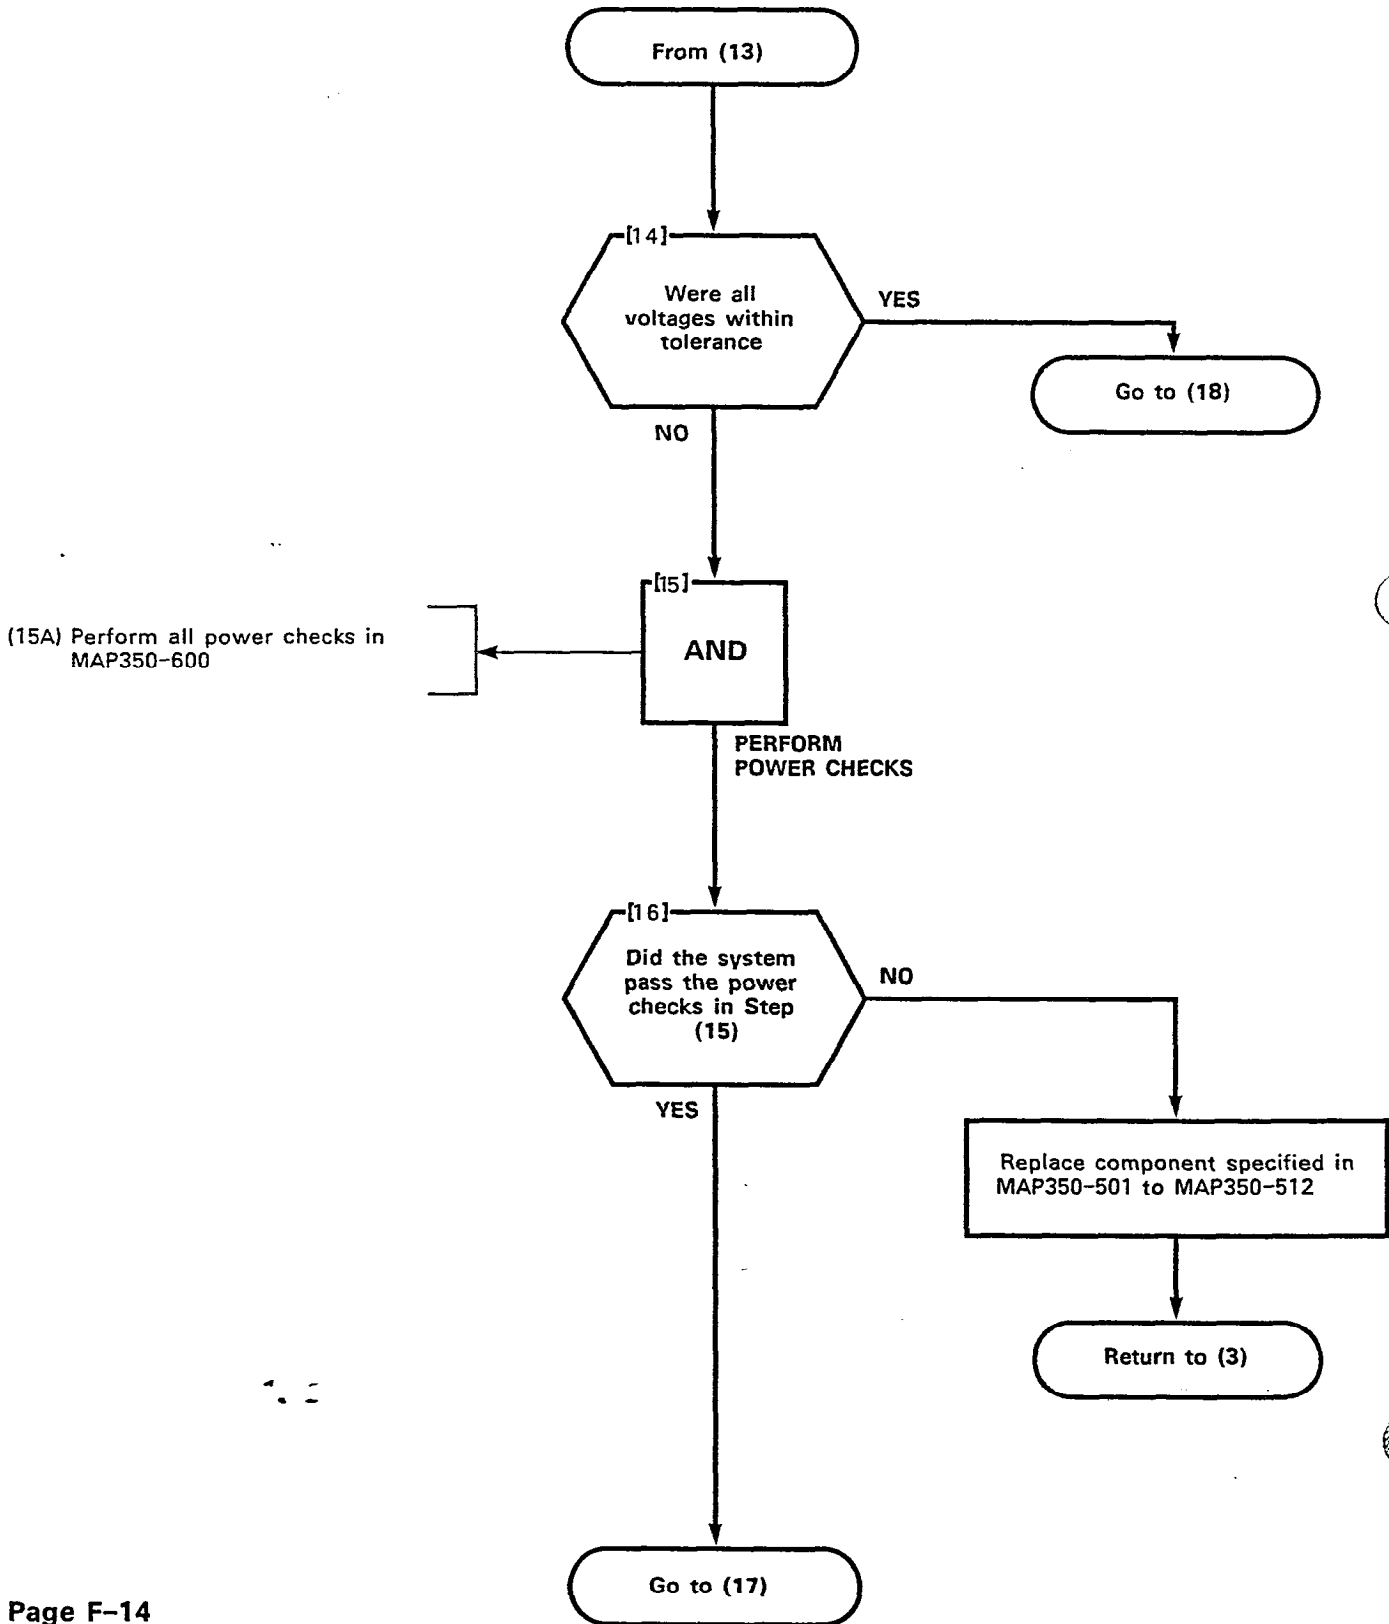 From (13)
[14]
Were all
voltages within
tolerance
YES
Go to (18)
NO
[15]
AND
(15A) Perform all power checks in
MAP350-600
PERFORM
POWER CHECKS
[16]
Did the system
pass the power
checks in Step
(15)
NO
YES
Replace component specified in
MAP350-501 to MAP350-512
Return to (3)
Go to (17)
Page F-14